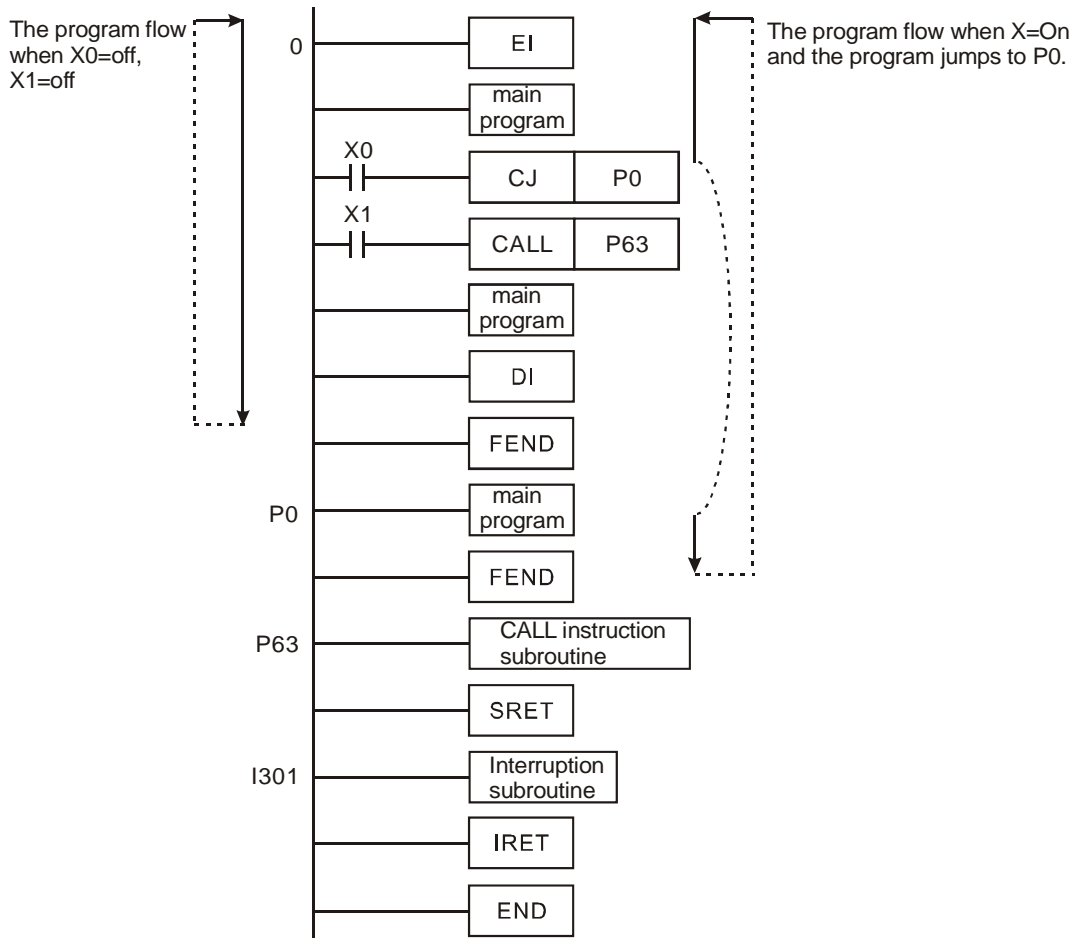 The program flow
when X0=off,
X1=off
The program flow when X=On
and the program jumps to P0.
0
EI
main
program
X0
CJ P0
X1
CALL P63
main
program
DI
FEND
P0
main
program
FEND
P63
CALL instruction
subroutine
SRET
I301
Interruption
subroutine
IRET
END